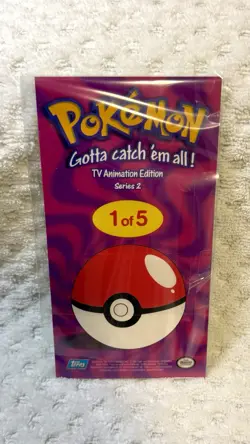 POKéMON
Gotta catch 'em all!
TV Animation Edition
Series 2
1 of 5
Topps